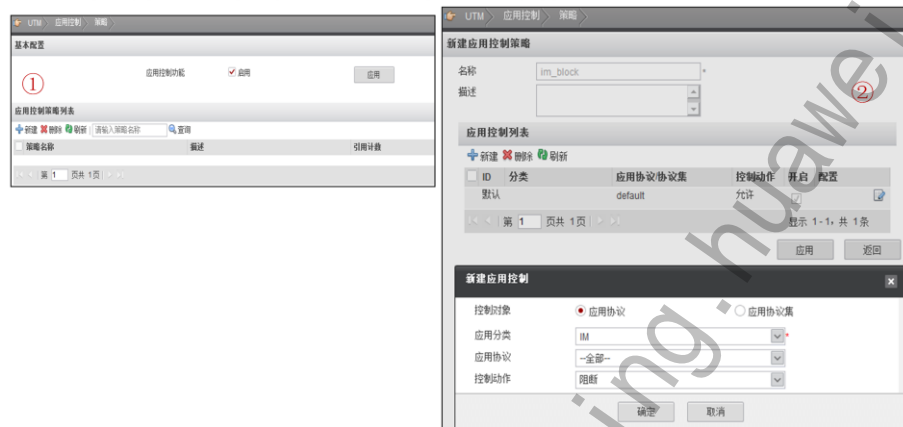 UTM 应用控制 策略
基本配置
① 应用控制功能 启用 应用
应用控制策略列表
新建 删除 刷新 请输入策略名称 查询
策略名称 描述 引用计数
第 1 页共 1页
UTM 应用控制 策略
新建应用控制策略
名称 im_block *
描述 ②
应用控制列表
新建 删除 刷新
ID 分类 应用协议/协议集 控制动作 开启 配置
默认 default 允许
第 1 页共 1页 显示 1-1，共 1条
应用 返回
新建应用控制
控制对象 应用协议 应用协议集
应用分类 IM *
应用协议 --全部--
控制动作 阻断
确定 取消
ing.huawei